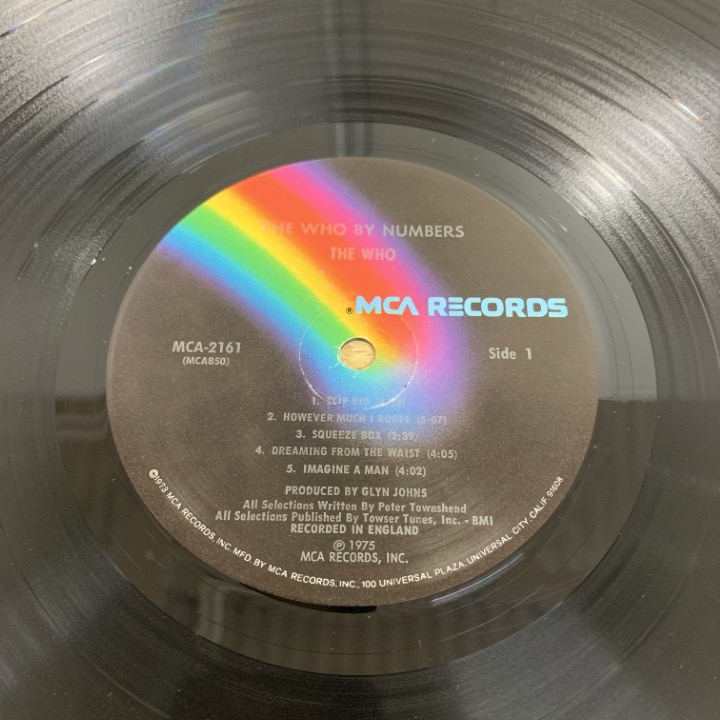 THE WHO BY NUMBERS
THE WHO
®MCA RECORDS
MCA-2161
(MCA850)
Side 1
1. SLIP KID
2. HOWEVER MUCH I BOOZE (5:07)
3. SQUEEZE BOX (2:39)
4. DREAMING FROM THE WAIST (4:05)
5. IMAGINE A MAN (4:02)
PRODUCED BY GLYN JOHNS
All Selections Written By Peter Townshend
All Selections Published By Towser Tunes, Inc. - BMI
RECORDED IN ENGLAND
℗ 1975
MCA RECORDS, INC.
©1973 MCA RECORDS, INC. MFD BY MCA RECORDS, INC., 100 UNIVERSAL PLAZA, UNIVERSAL CITY, CALIF. 91608